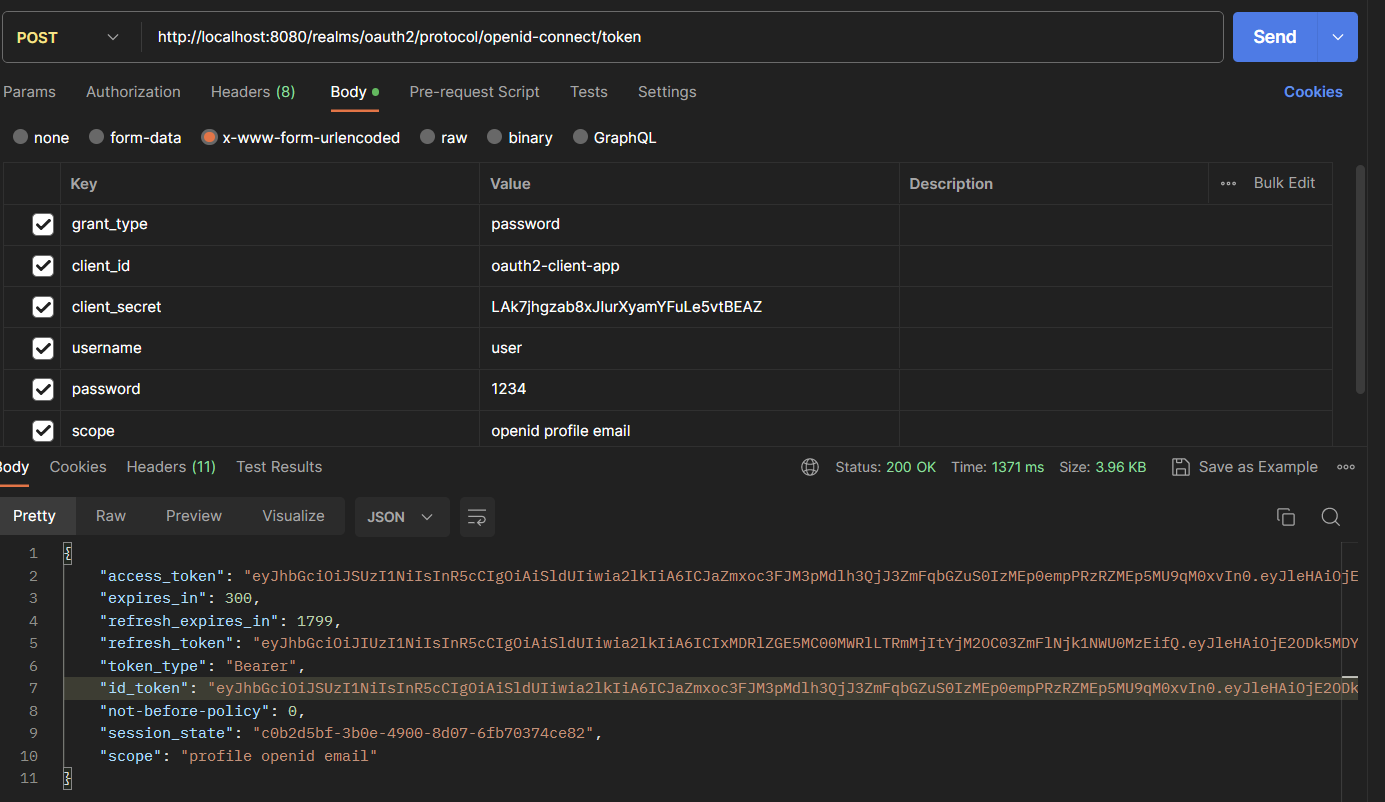 POST http://localhost:8080/realms/oauth2/protocol/openid-connect/token Send
Params Authorization Headers (8) Body Pre-request Script Tests Settings Cookies
none form-data x-www-form-urlencoded raw binary GraphQL
Key Value Description Bulk Edit
grant_type password
client_id oauth2-client-app
client_secret LAk7jhgzab8xJIurXyamYFuLe5vtBEAZ
username user
password 1234
scope openid profile email
Body Cookies Headers (11) Test Results Status: 200 OK Time: 1371 ms Size: 3.96 KB Save as Example
Pretty Raw Preview Visualize JSON
1 {
2 "access_token": "eyJhbGciOiJSUzI1NiIsInR5cCIgOiAiSldUIiwia2lkIiA6ICJaZmxoc3FJM3pMdlh3QjJ3ZmFqbGZuS0IzMEp0empPRzRZMEp5MU9qM0xvIn0.eyJleHAiOjE
3 "expires_in": 300,
4 "refresh_expires_in": 1799,
5 "refresh_token": "eyJhbGciOiJIUzI1NiIsInR5cCIgOiAiSldUIiwia2lkIiA6ICIxMDRlZGE5MC00MWRlLTRmMjItYjM2OC03ZmFlNjk1NWU0MzEifQ.eyJleHAiOjE2ODk5MDY
6 "token_type": "Bearer",
7 "id_token": "eyJhbGciOiJSUzI1NiIsInR5cCIgOiAiSldUIiwia2lkIiA6ICJaZmxoc3FJM3pMdlh3QjJ3ZmFqbGZuS0IzMEp0empPRzRZMEp5MU9qM0xvIn0.eyJleHAiOjE2ODk
8 "not-before-policy": 0,
9 "session_state": "c0b2d5bf-3b0e-4900-8d07-6fb70374ce82",
10 "scope": "profile openid email"
11 }